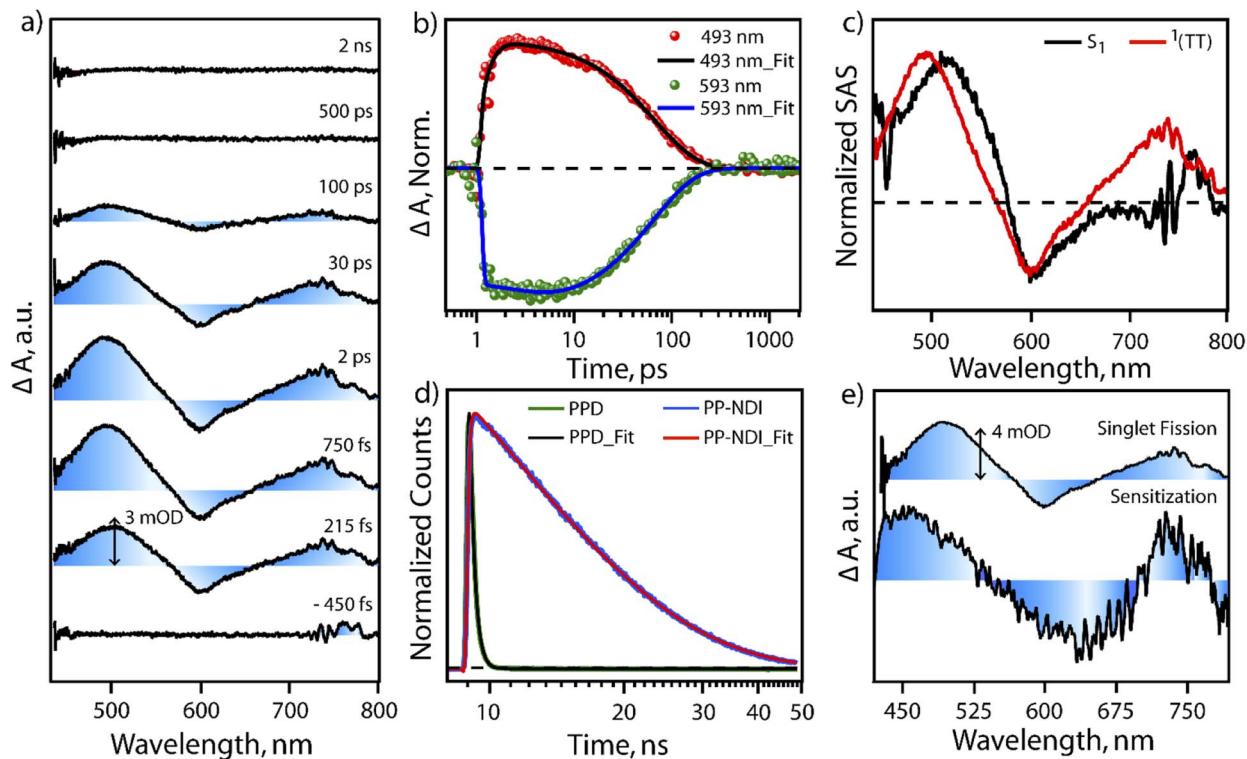 a)
2 ns
500 ps
100 ps
30 ps
2 ps
750 fs
3 mOD
215 fs
- 450 fs
Δ A, a.u.
500 600 700 800
Wavelength, nm
b)
493 nm
493 nm_Fit
593 nm
593 nm_Fit
Δ A, Norm.
1 10 100 1000
Time, ps
c)
S1 1(TT)
Normalized SAS
500 600 700 800
Wavelength, nm
d)
PPD PP-NDI
PPD_Fit PP-NDI_Fit
Normalized Counts
10 20 30 40 50
Time, ns
e)
4 mOD
Singlet Fission
Sensitization
Δ A, a.u.
450 525 600 675 750
Wavelength, nm